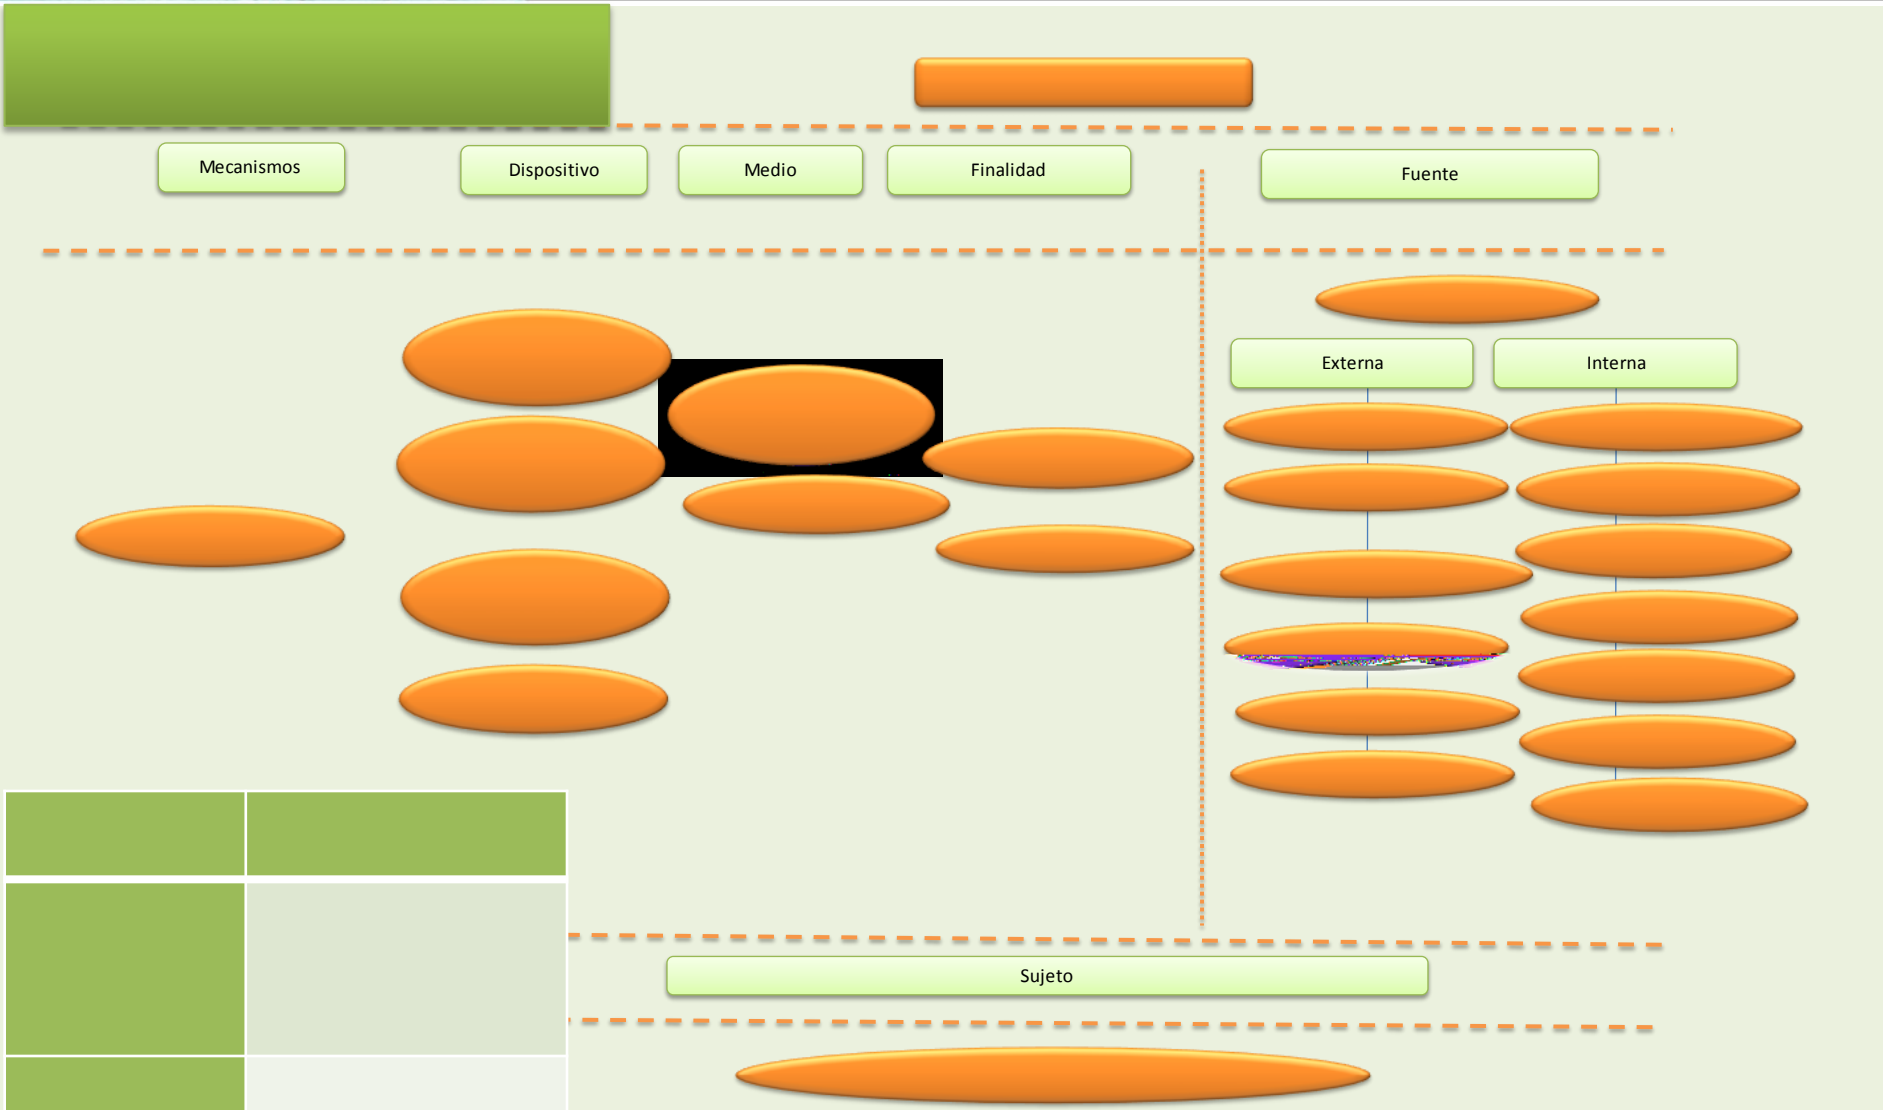 Mecanismos
Dispositivo
Medio
Finalidad
Fuente
Externa
Interna
Sujeto